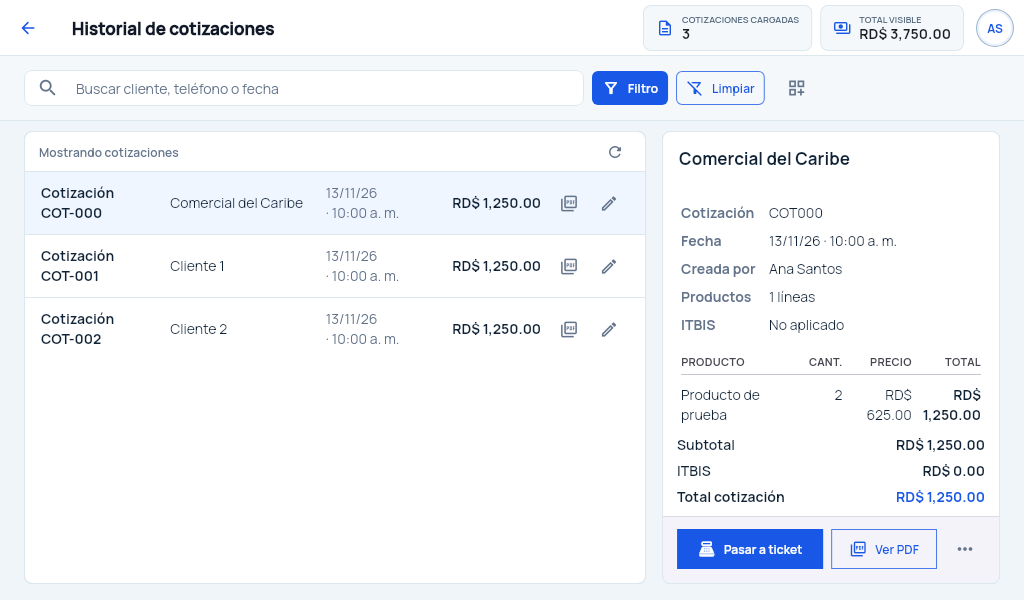 Historial de cotizaciones
COTIZACIONES CARGADAS
3
TOTAL VISIBLE
RD$ 3,750.00
AS
Buscar cliente, teléfono o fecha
Filtro
Limpiar
Mostrando cotizaciones
Cotización
COT-000
Comercial del Caribe
13/11/26
· 10:00 a. m.
RD$ 1,250.00
PDF
Cotización
COT-001
Cliente 1
13/11/26
· 10:00 a. m.
RD$ 1,250.00
PDF
Cotización
COT-002
Cliente 2
13/11/26
· 10:00 a. m.
RD$ 1,250.00
PDF
Comercial del Caribe
Cotización COT000
Fecha 13/11/26 · 10:00 a. m.
Creada por Ana Santos
Productos 1 líneas
ITBIS No aplicado
PRODUCTO CANT. PRECIO TOTAL
Producto de 2 RD$ RD$
prueba 625.00 1,250.00
Subtotal RD$ 1,250.00
ITBIS RD$ 0.00
Total cotización RD$ 1,250.00
Pasar a ticket
PDF
Ver PDF